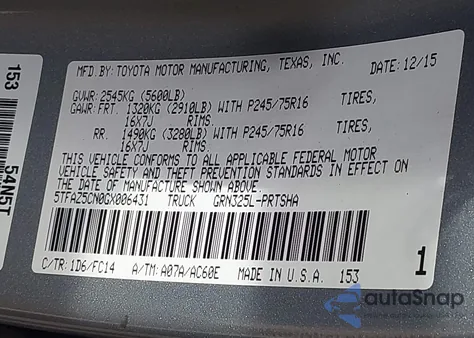 MFD. BY: TOYOTA MOTOR MANUFACTURING, TEXAS, INC. DATE: 12/15
GVWR: 2545KG (5600LB)
GAWR: FRT. 1320KG (2910LB) WITH P245/75R16 TIRES,
16X7J RIMS.
RR. 1490KG (3280LB) WITH P245/75R16 TIRES,
16X7J RIMS.
THIS VEHICLE CONFORMS TO ALL APPLICABLE FEDERAL MOTOR
VEHICLE SAFETY AND THEFT PREVENTION STANDARDS IN EFFECT ON
THE DATE OF MANUFACTURE SHOWN ABOVE.
5TFAZ5CN0GX006431 TRUCK GRN325L-PRTSHA
C/TR: 1D6/FC14 A/TM: A07A/AC60E MADE IN U.S.A. 153
1
153
5AN5T
autoSnap